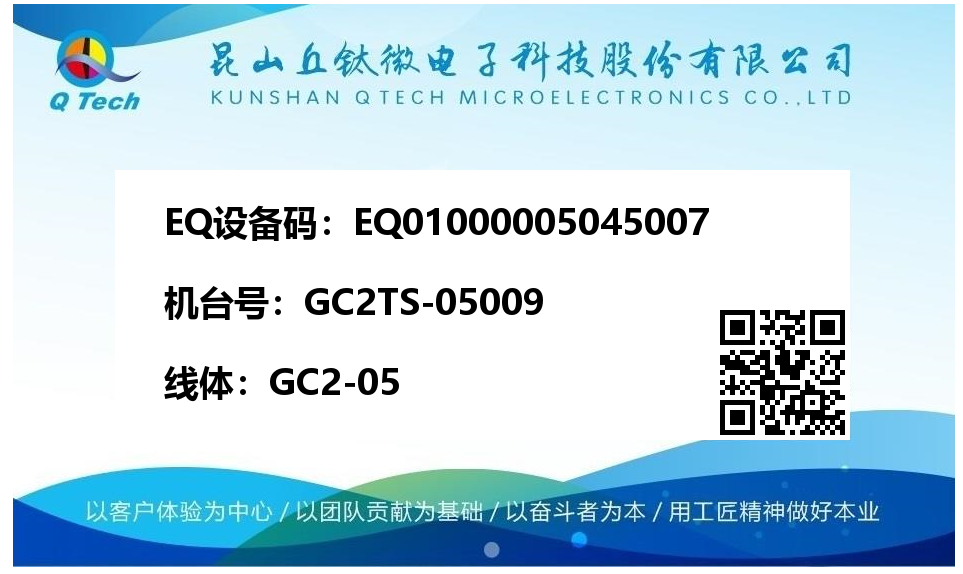 昆山丘钛微电子科技股份有限公司
Q Tech
KUNSHAN Q TECH MICROELECTRONICS CO.,LTD
EQ设备码：EQ01000005045007
机台号：GC2TS-05009
线体：GC2-05
以客户体验为中心 / 以团队贡献为基础 / 以奋斗者为本 / 用工匠精神做好本业